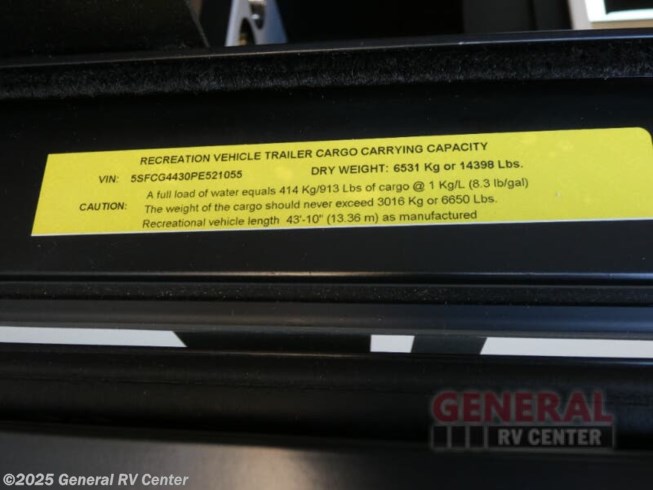 RECREATION VEHICLE TRAILER CARGO CARRYING CAPACITY
VIN: 5SFCG4430PE521055 DRY WEIGHT: 6531 Kg or 14398 Lbs.
A full load of water equals 414 Kg/913 Lbs of cargo @ 1 Kg/L (8.3 lb/gal)
CAUTION: The weight of the cargo should never exceed 3016 Kg or 6650 Lbs.
Recreational vehicle length 43'-10" (13.36 m) as manufactured
GENERAL
RV CENTER
©2025 General RV Center